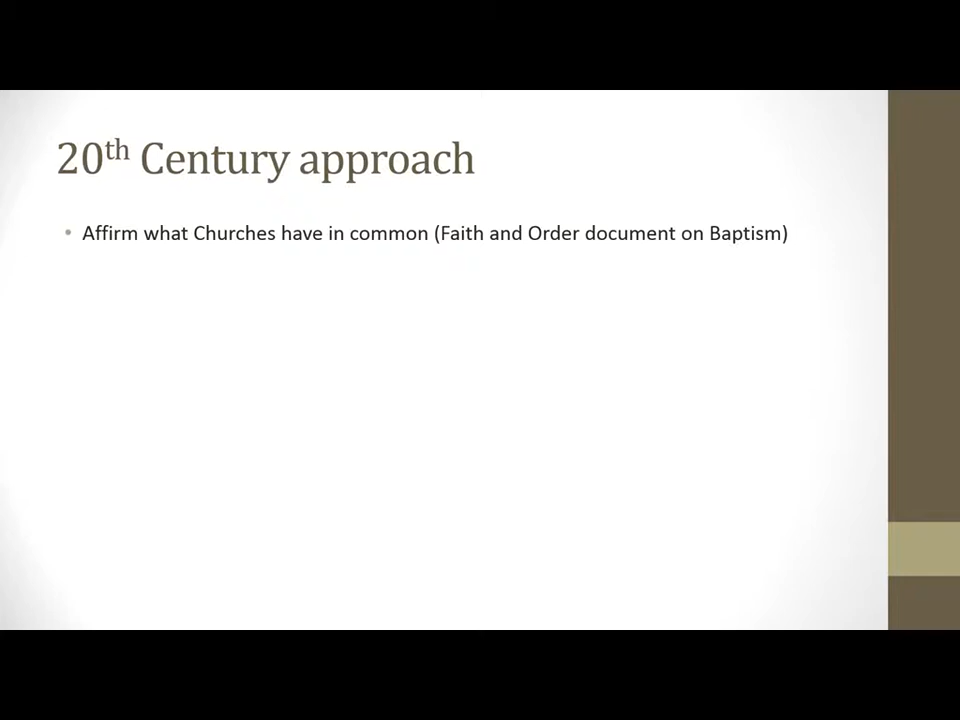 20th Century approach
• Affirm what Churches have in common (Faith and Order document on Baptism)